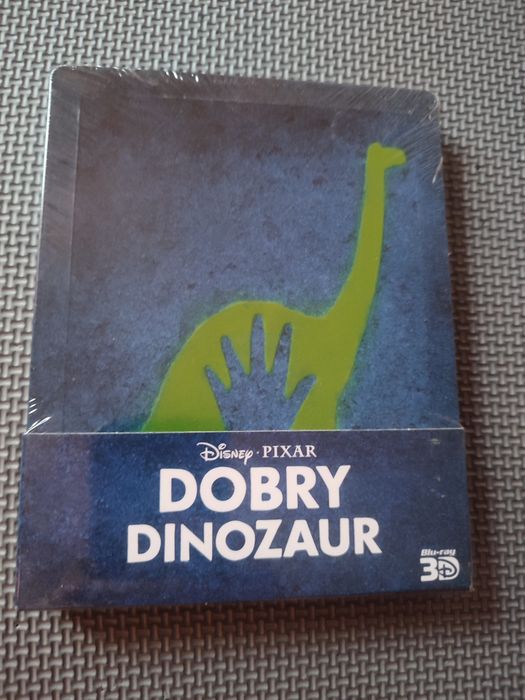 Disney · PIXAR
DOBRY
DINOZAUR
Blu-ray
3D